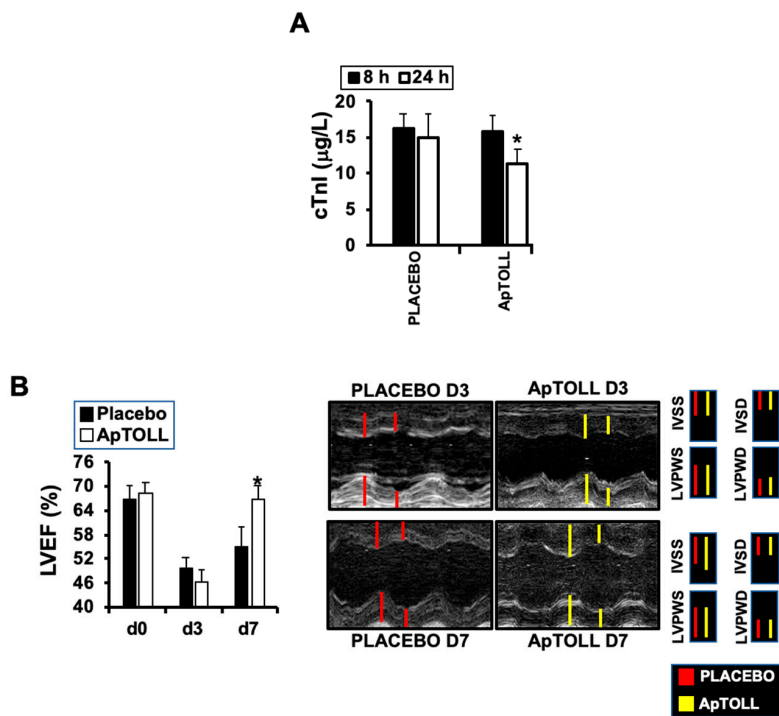 A
8 h 24 h
cTnI (µg/L)
20
15
10
5
0
*
PLACEBO
ApTOLL
B
Placebo
ApTOLL
LVEF (%)
76
70
64
58
52
46
40
*
d0 d3 d7
PLACEBO D3
ApTOLL D3
PLACEBO D7
ApTOLL D7
IVSS
IVSD
LVPWS
LVPWD
IVSS
IVSD
LVPWS
LVPWD
PLACEBO
ApTOLL